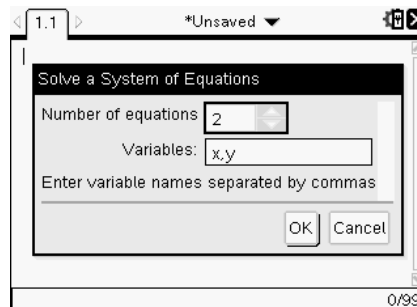 1.1 *Unsaved
Solve a System of Equations
Number of equations 2
Variables: x,y
Enter variable names separated by commas
OK Cancel
0/99